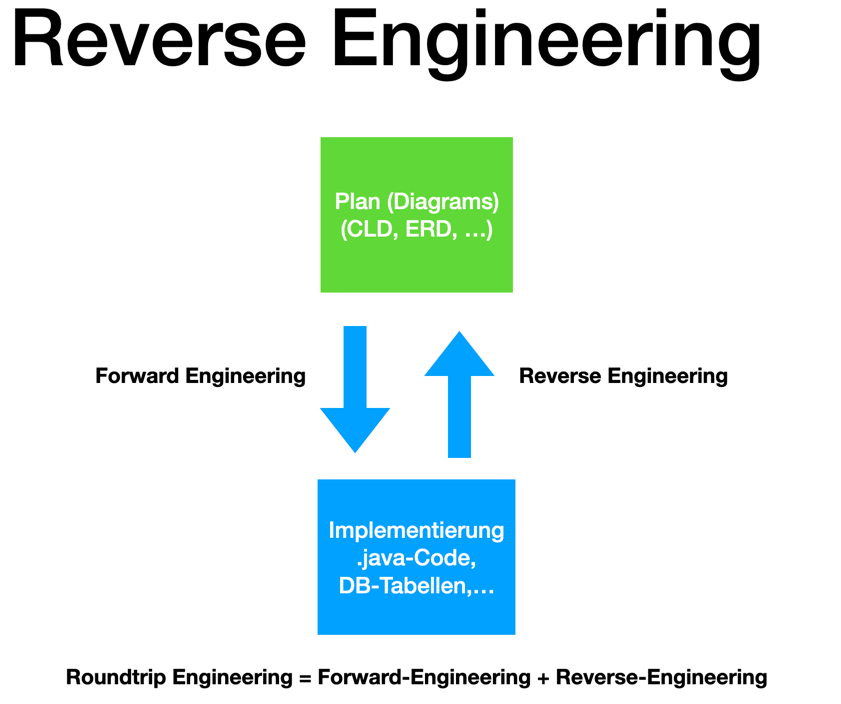 Reverse Engineering
Plan (Diagrams)
(CLD, ERD, …)
Forward Engineering
Reverse Engineering
Implementierung
.java-Code,
DB-Tabellen,…
Roundtrip Engineering = Forward-Engineering + Reverse-Engineering